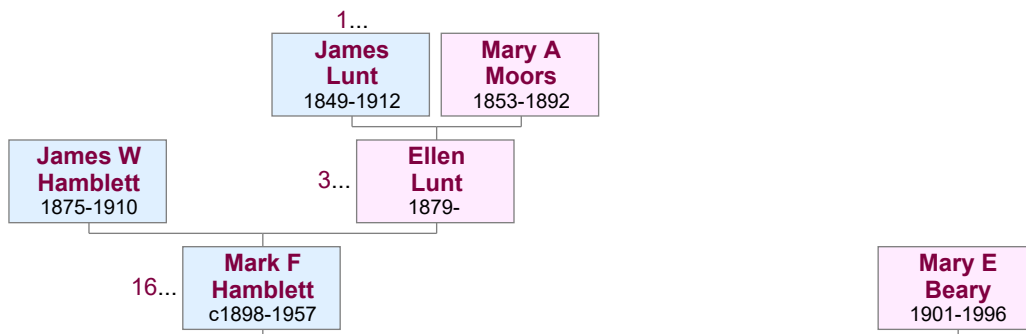 1...
James
Lunt
1849-1912
Mary A
Moors
1853-1892
James W
Hamblett
1875-1910
3...
Ellen
Lunt
1879-
16...
Mark F
Hamblett
c1898-1957
Mary E
Beary
1901-1996